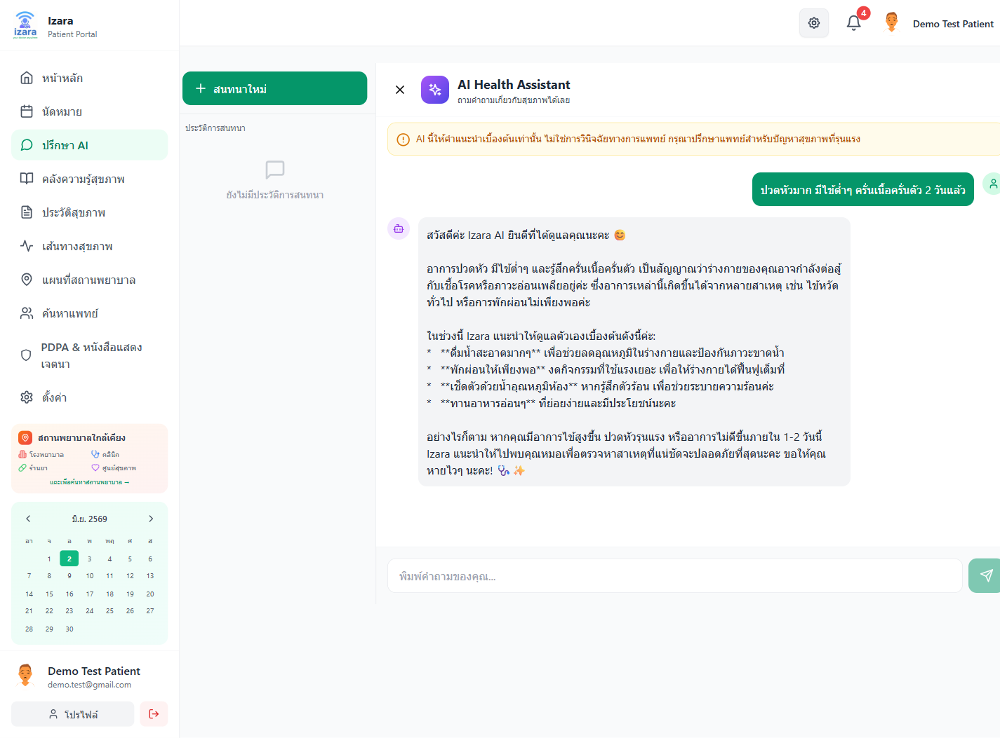 izara
Izara
Patient Portal
4
Demo Test Patient
หน้าหลัก
นัดหมาย
ปรึกษา AI
คลังความรู้สุขภาพ
ประวัติสุขภาพ
เส้นทางสุขภาพ
แผนที่สถานพยาบาล
ค้นหาแพทย์
PDPA & หนังสือแสดง
เจตนา
ตั้งค่า
สถานพยาบาลใกล้เคียง
โรงพยาบาล
คลินิก
ร้านยา
ศูนย์สุขภาพ
แตะเพื่อค้นหาสถานพยาบาล →
มิ.ย. 2569
อา จ อ พ พฤ ศ ส
1 2 3 4 5 6
7 8 9 10 11 12 13
14 15 16 17 18 19 20
21 22 23 24 25 26 27
28 29 30
Demo Test Patient
demo.test@gmail.com
โปรไฟล์
สนทนาใหม่
ประวัติการสนทนา
ยังไม่มีประวัติการสนทนา
AI Health Assistant
ถามคำถามเกี่ยวกับสุขภาพได้เลย
AI นี้ให้คำแนะนำเบื้องต้นเท่านั้น ไม่ใช่การวินิจฉัยทางการแพทย์ กรุณาปรึกษาแพทย์สำหรับปัญหาสุขภาพที่รุนแรง
ปวดหัวมาก มีไข้ต่ำๆ ครั่นเนื้อครั่นตัว 2 วันแล้ว
สวัสดีค่ะ Izara AI ยินดีที่ได้ดูแลคุณนะคะ 😊
อาการปวดหัว มีไข้ต่ำๆ และรู้สึกครั่นเนื้อครั่นตัว เป็นสัญญาณว่าร่างกายของคุณอาจกำลังต่อสู้
กับเชื้อโรคหรือภาวะอ่อนเพลียอยู่ค่ะ ซึ่งอาการเหล่านี้เกิดขึ้นได้จากหลายสาเหตุ เช่น ไข้หวัด
ทั่วไป หรือการพักผ่อนไม่เพียงพอค่ะ
ในช่วงนี้ Izara แนะนำให้ดูแลตัวเองเบื้องต้นดังนี้ค่ะ:
* **ดื่มน้ำสะอาดมากๆ** เพื่อช่วยลดอุณหภูมิในร่างกายและป้องกันภาวะขาดน้ำ
* **พักผ่อนให้เพียงพอ** งดกิจกรรมที่ใช้แรงเยอะ เพื่อให้ร่างกายได้ฟื้นฟูเต็มที่
* **เช็ดตัวด้วยน้ำอุณหภูมิห้อง** หากรู้สึกตัวร้อน เพื่อช่วยระบายความร้อนค่ะ
* **ทานอาหารอ่อนๆ** ที่ย่อยง่ายและมีประโยชน์นะคะ
อย่างไรก็ตาม หากคุณมีอาการไข้สูงขึ้น ปวดหัวรุนแรง หรืออาการไม่ดีขึ้นภายใน 1-2 วันนี้
Izara แนะนำให้ไปพบคุณหมอเพื่อตรวจหาสาเหตุที่แน่ชัดจะปลอดภัยที่สุดนะคะ ขอให้คุณ
หายไวๆ นะคะ! 🩺 ✨
พิมพ์คำถามของคุณ...